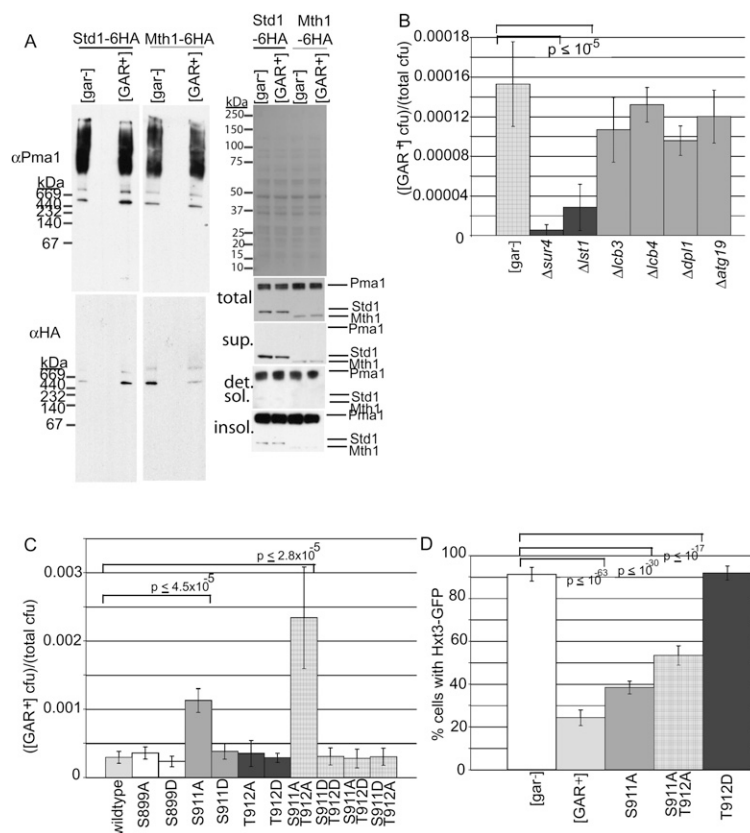 A
Std1-6HA Mth1-6HA
[gar-] [GAR+] [gar-] [GAR+]
αPma1
kDa
669
440
232
140
67
αHA
kDa
669
440
232
140
67
Std1 Mth1
-6HA -6HA
[gar-] [GAR+] [gar-] [GAR+]
kDa
250
150
100
75
50
37
25
20
15
10
total
Pma1
Std1
Mth1
sup.
Pma1
Std1
Mth1
det.
sol.
Pma1
Std1
Mth1
insol.
Pma1
Std1
Mth1
B
p ≤ 10-5
([GAR+] cfu)/(total cfu)
0.00018
0.00016
0.00012
0.00008
0.00004
0
[gar-]
Δsur4
Δlst1
Δlcb3
Δlcb4
Δdpl1
Δatg19
C
p ≤ 2.8x10-5
p ≤ 4.5x10-5
([GAR+] cfu)/(total cfu)
0.003
0.002
0.001
0
wildtype
S899A
S899D
S911A
S911D
T912A
T912D
S911A
T912A
S911D
T912D
S911A
T912D
S911D
T912A
D
p ≤ 10-17
p ≤ 10-30
p ≤ 10-63
% cells with Hxt3-GFP
100
80
60
40
20
0
[gar-]
[GAR+]
S911A
S911A
T912A
T912D